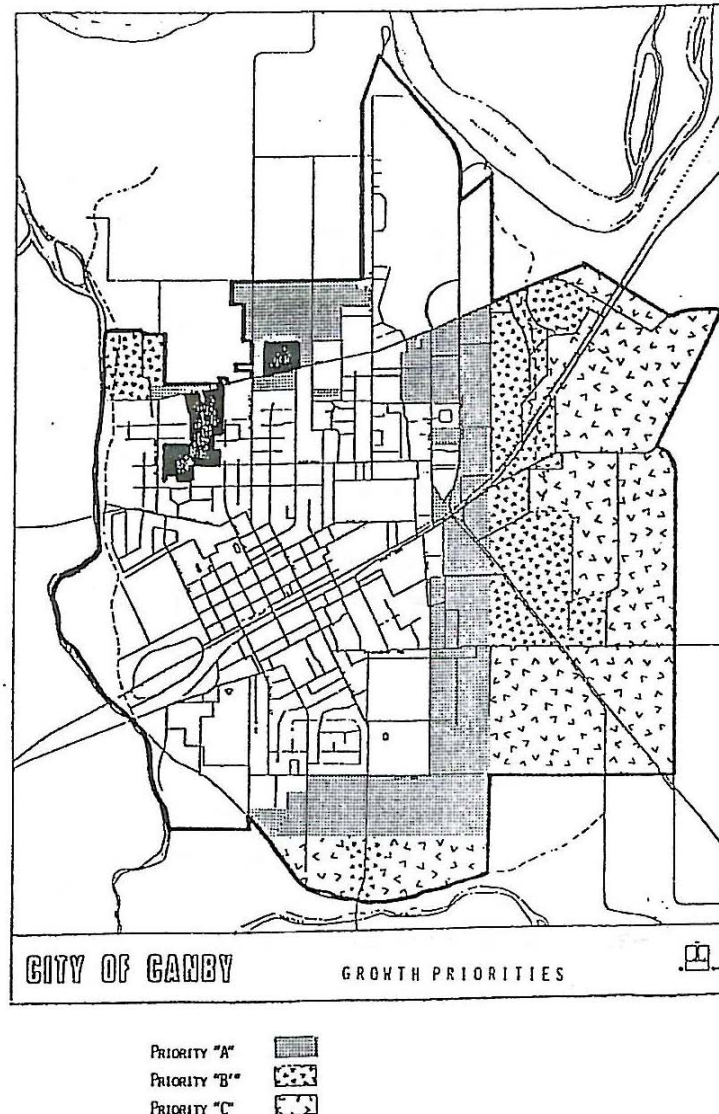 CITY OF CANBY
GROWTH PRIORITIES
PRIORITY "A"
PRIORITY "B"
PRIORITY "C"